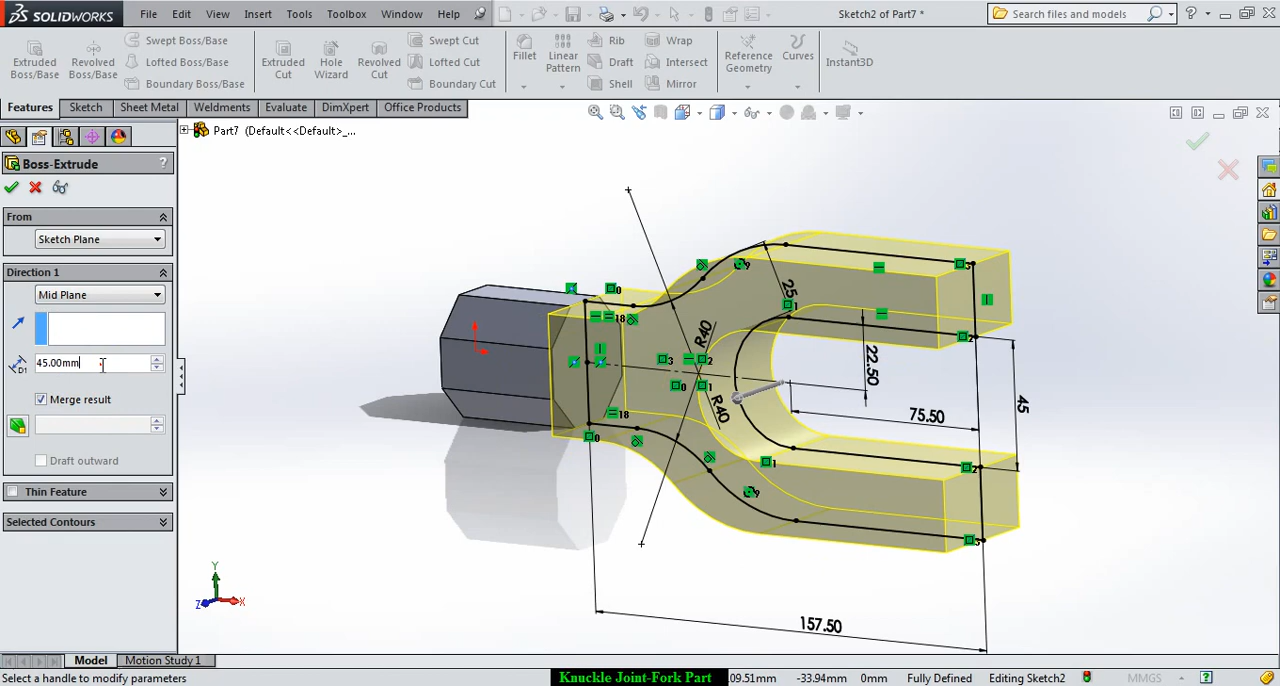 SOLIDWORKS File Edit View Insert Tools Toolbox Window Help Sketch2 of Part7 * Search files and models ?
Extruded Boss/Base
Revolved Boss/Base
Swept Boss/Base
Lofted Boss/Base
Boundary Boss/Base
Extruded Cut
Hole Wizard
Revolved Cut
Swept Cut
Lofted Cut
Boundary Cut
Fillet
Linear Pattern
Rib
Draft
Shell
Wrap
Intersect
Mirror
Reference Geometry
Curves
Instant3D
Features Sketch Sheet Metal Weldments Evaluate DimXpert Office Products
Part7 (Default<<Default>_...
Boss-Extrude ?
From
Sketch Plane
Direction 1
Mid Plane
D1
45.00mm
Merge result
Draft outward
Thin Feature
Selected Contours
25
R40
22.50
R40
75.50
45
157.50
Y
Z X
Model Motion Study 1
Select a handle to modify parameters Knuckle Joint-Fork Part 09.51mm -33.94mm 0mm Fully Defined Editing Sketch2 MMGS ?